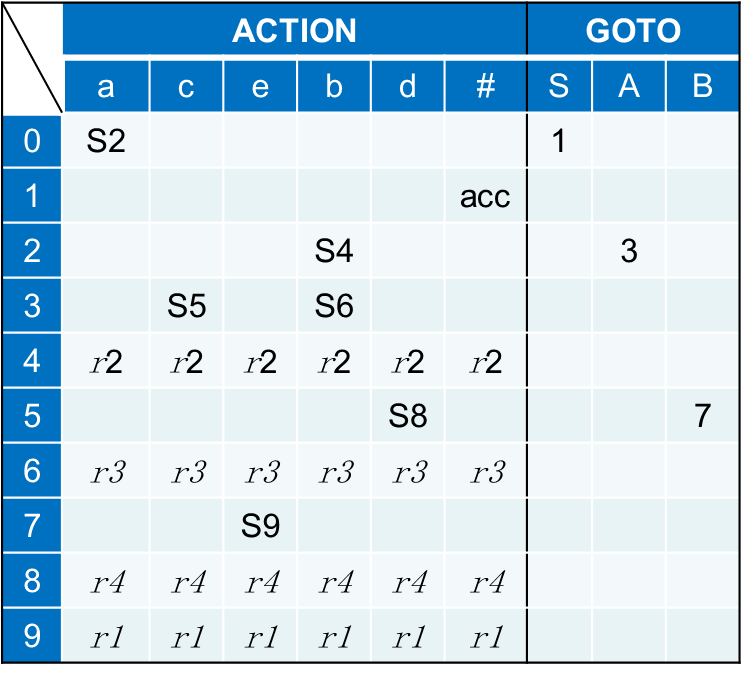 ACTION GOTO
a c e b d # S A B
0 S2 1
1 acc
2 S4 3
3 S5 S6
4 r2 r2 r2 r2 r2 r2
5 S8 7
6 r3 r3 r3 r3 r3 r3
7 S9
8 r4 r4 r4 r4 r4 r4
9 r1 r1 r1 r1 r1 r1